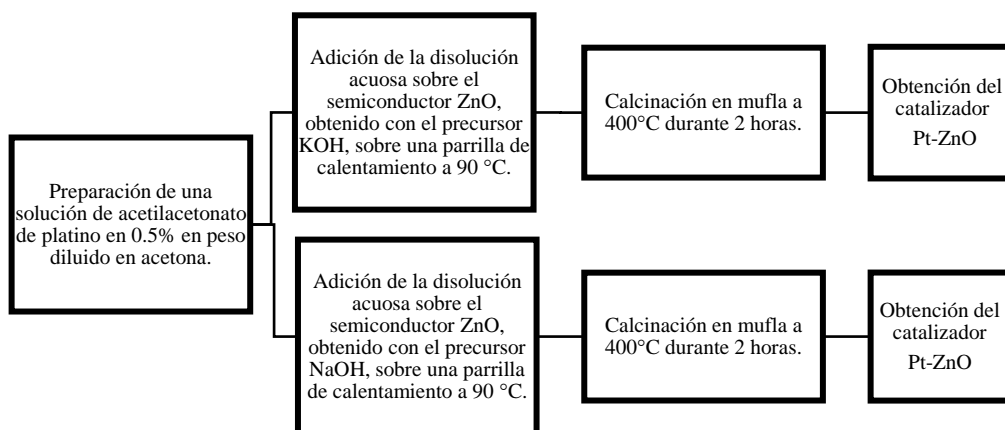 Preparación de una
solución de acetilacetonato
de platino en 0.5% en peso
diluido en acetona.
Adición de la disolución
acuosa sobre el
semiconductor ZnO,
obtenido con el precursor
KOH, sobre una parrilla de
calentamiento a 90 °C.
Calcinación en mufla a
400°C durante 2 horas.
Obtención del
catalizador
Pt-ZnO
Adición de la disolución
acuosa sobre el
semiconductor ZnO,
obtenido con el precursor
NaOH, sobre una parrilla
de calentamiento a 90 °C.
Calcinación en mufla a
400°C durante 2 horas.
Obtención del
catalizador
Pt-ZnO